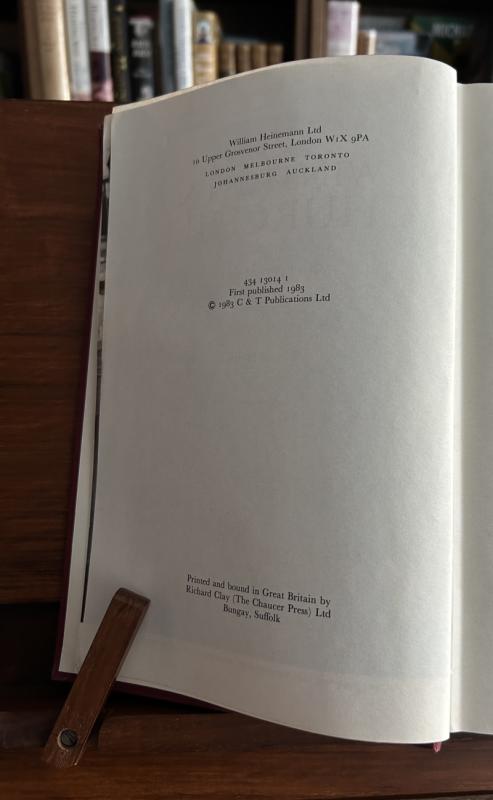 William Heinemann Ltd
10 Upper Grosvenor Street, London W1X 9PA
LONDON MELBOURNE TORONTO
JOHANNESBURG AUCKLAND
434 13014 1
First published 1983
© 1983 C & T Publications Ltd
Printed and bound in Great Britain by
Richard Clay (The Chaucer Press) Ltd
Bungay, Suffolk